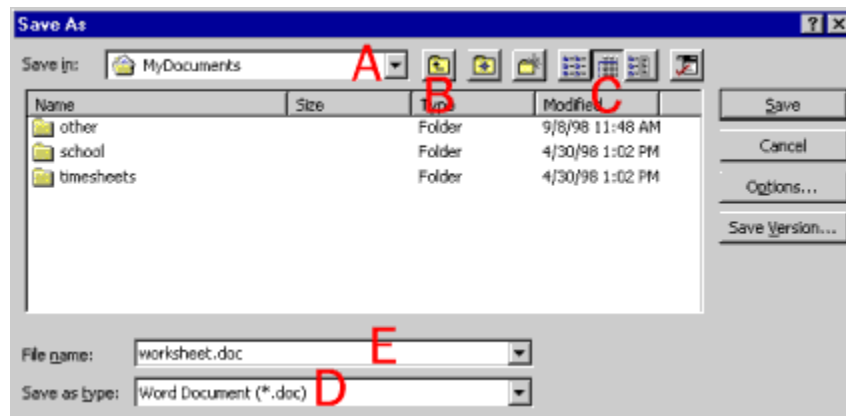 Save As
Save in: MyDocuments A
B
C
Name Size Type Modified
other Folder 9/8/98 11:48 AM
school Folder 4/30/98 1:02 PM
timesheets Folder 4/30/98 1:02 PM
Save
Cancel
Options...
Save Version...
File name: worksheet.doc E
Save as type: Word Document (*.doc) D